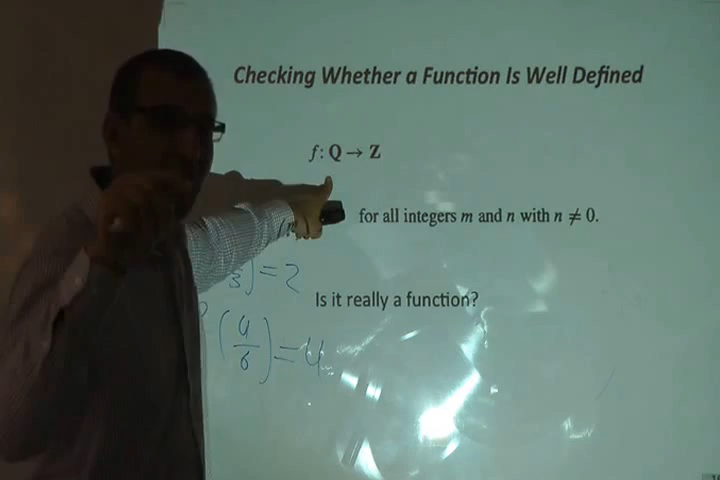 Checking Whether a Function Is Well Defined
f: Q → Z
for all integers m and n with n ≠ 0.
3) = 2
Is it really a function?
(4/6) = 4